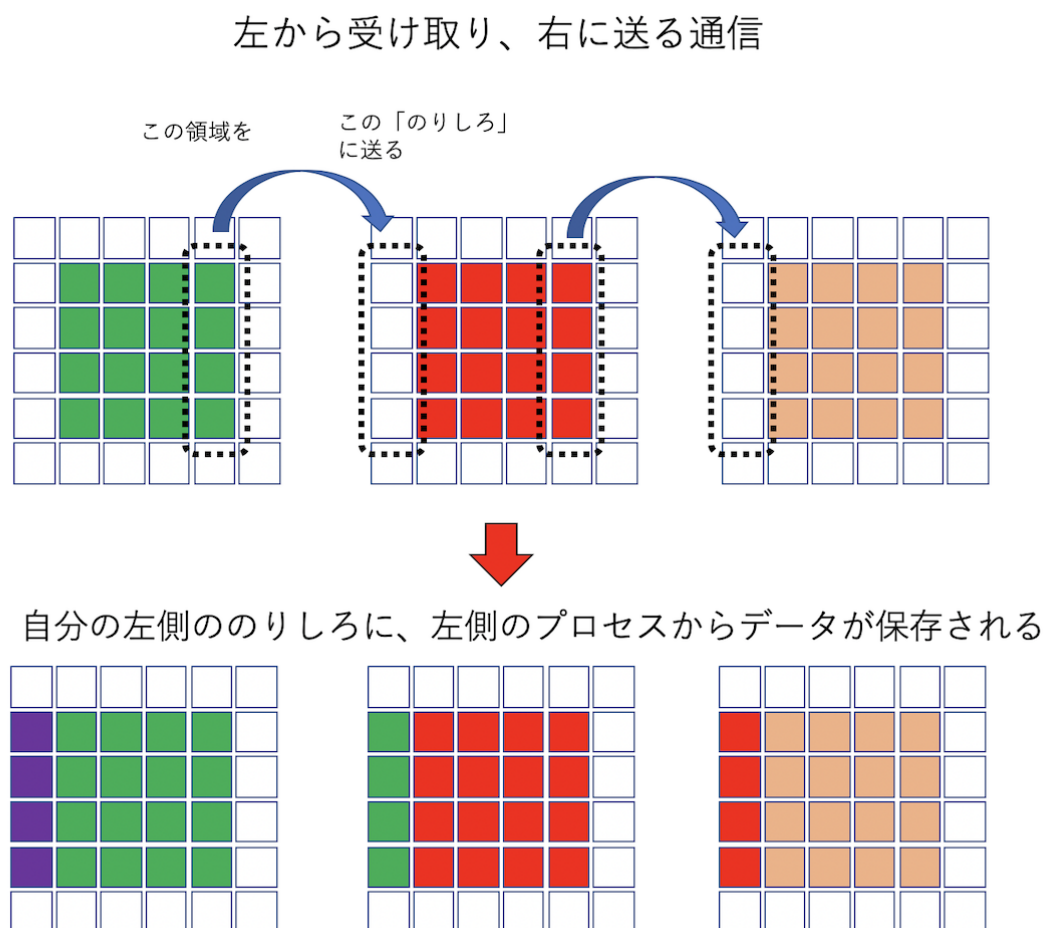 左から受け取り、右に送る通信
この領域を
この「のりしろ」
に送る
自分の左側ののりしろに、左側のプロセスからデータが保存される